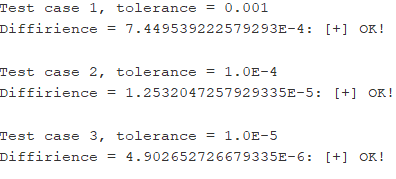 Test case 1, tolerance = 0.001
Diffirience = 7.449539222579293E-4: [+] OK!
Test case 2, tolerance = 1.0E-4
Diffirience = 1.2532047257929335E-5: [+] OK!
Test case 3, tolerance = 1.0E-5
Diffirience = 4.902652726679335E-6: [+] OK!